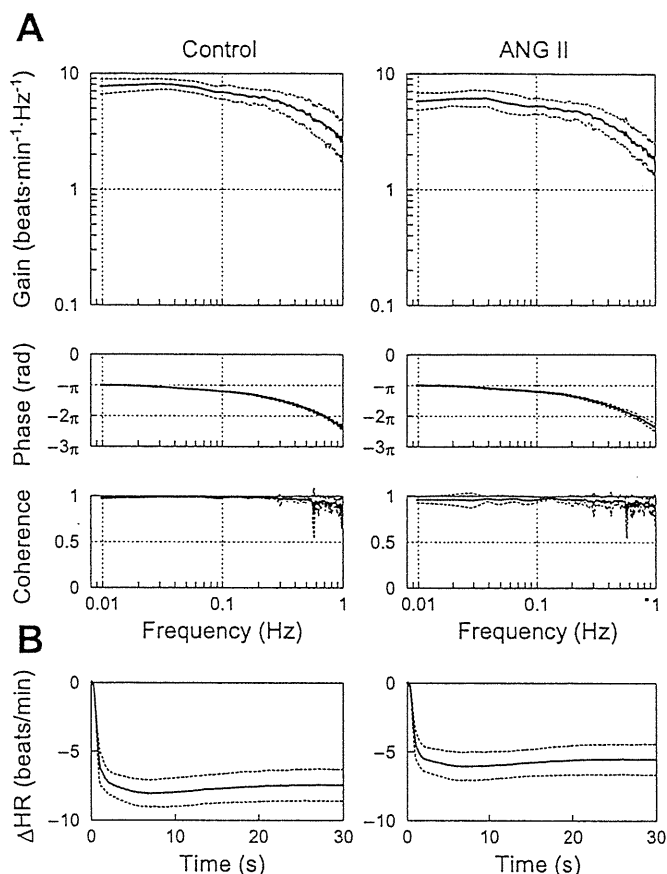 A
Control
ANG II
Gain (beats·min⁻¹·Hz⁻¹)
10
1
0.1
10
1
0.1
Phase (rad)
0
−π
−2π
−3π
0
−π
−2π
−3π
Coherence
1
0.5
0
1
0.5
0
0.01
0.1
1
0.01
0.1
1
Frequency (Hz)
Frequency (Hz)
B
ΔHR (beats/min)
0
−5
−10
0
−5
−10
0
10
20
30
0
10
20
30
Time (s)
Time (s)